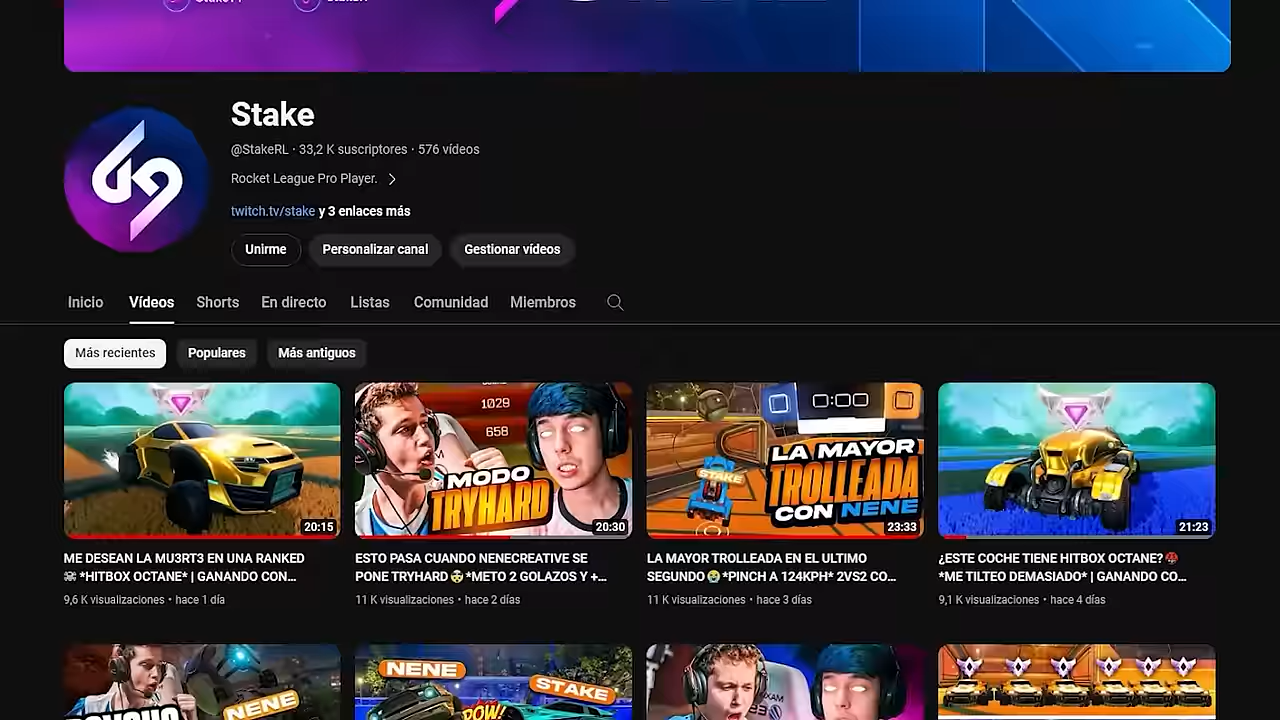 Stake
@StakeRL · 33,2 K suscriptores · 576 vídeos
Rocket League Pro Player.
twitch.tv/stake y 3 enlaces más
Unirme Personalizar canal Gestionar vídeos
Inicio Vídeos Shorts En directo Listas Comunidad Miembros
Más recientes Populares Más antiguos
20:15
1029
658
MODO
TRYHARD
20:30
0:00
STAKE
LA MAYOR
TROLLEADA
CON NENE
23:33
21:23
ME DESEAN LA MU3RT3 EN UNA RANKED
☠ *HITBOX OCTANE* | GANANDO CON...
9,6 K visualizaciones • hace 1 día
ESTO PASA CUANDO NENECREATIVE SE
PONE TRYHARD *METO 2 GOLAZOS Y +...
11 K visualizaciones • hace 2 días
LA MAYOR TROLLEADA EN EL ULTIMO
SEGUNDO 😭 *PINCH A 124KPH* 2VS2 CO...
11 K visualizaciones • hace 3 días
¿ESTE COCHE TIENE HITBOX OCTANE?
*ME TILTEO DEMASIADO* | GANANDO CO...
9,1 K visualizaciones • hace 4 días
NENE
NENE
STAKE
POW!